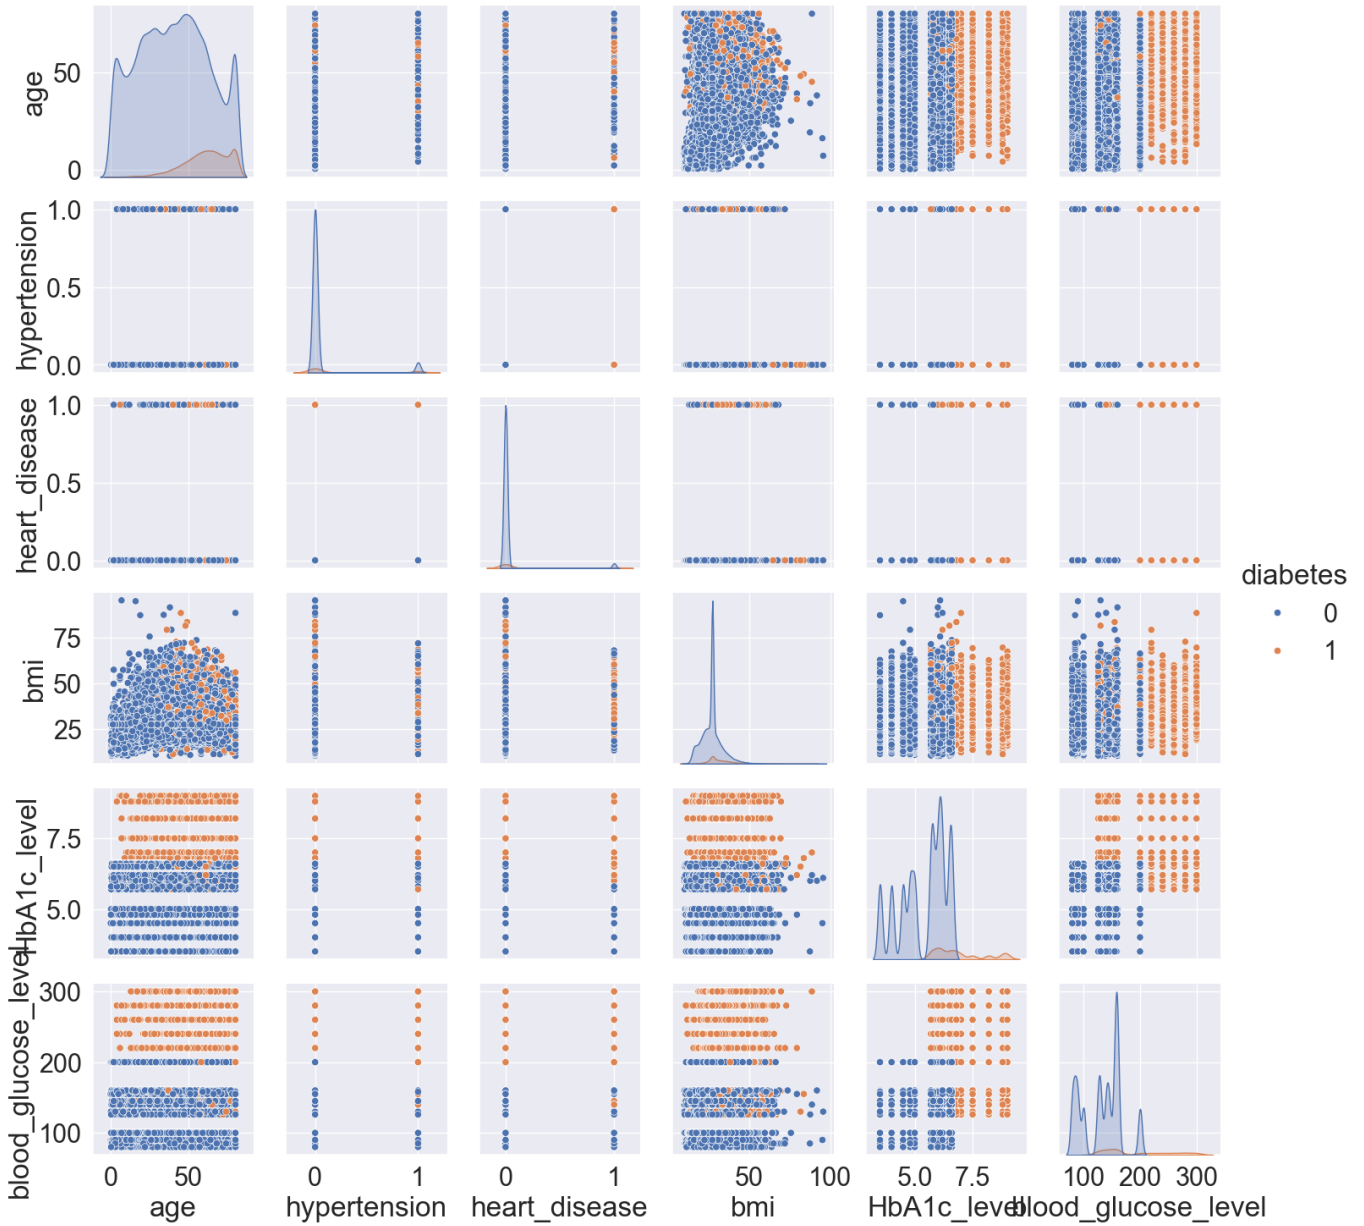 age
50
0
hypertension
1.0
0.5
0.0
heart_disease
1.0
0.5
0.0
bmi
75
50
25
HbA1c_level
7.5
5.0
blood_glucose_level
300
200
100
0 50
0 1
0 1
50 100
5.0 7.5
100 200 300
age
hypertension
heart_disease
bmi
HbA1c_level
blood_glucose_level
diabetes
0
1